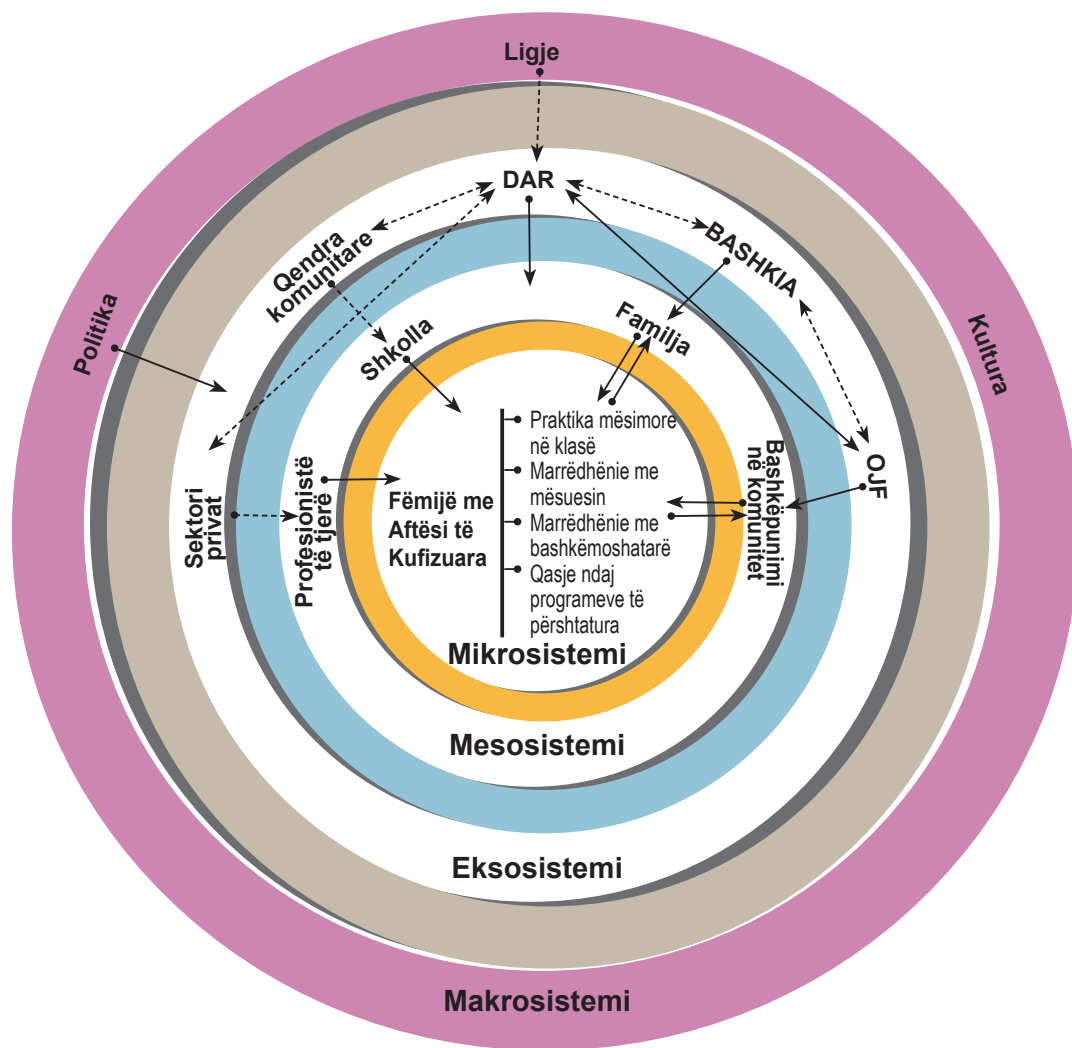 Ligje
DAR
Qendra
komunitare
BASHKIA
Politika
Kultura
Shkolla
Familja
Sektori
privat
Profesionistë
të tjerë
Fëmijë me
Aftësi të
Kufizuara
Praktika mësimore
në klasë
Marrëdhënie me
mësuesin
Marrëdhënie me
bashkëmoshatarë
Qasje ndaj
programeve të
përshtatura
Bashkëpunimi
në komunitet
OJF
Mikrosistemi
Mesosistemi
Eksosistemi
Makrosistemi